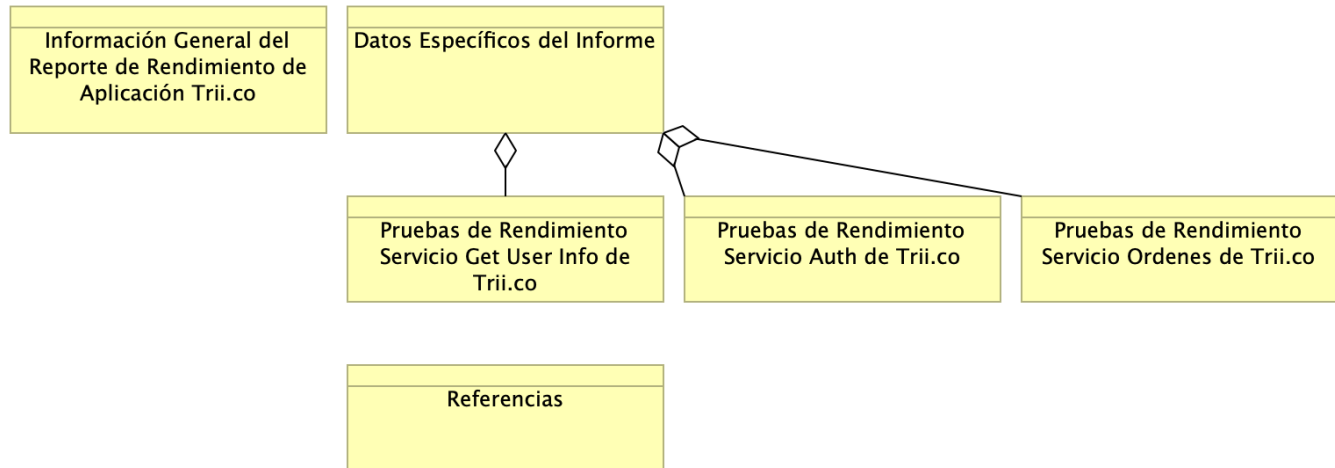 Información General del
Reporte de Rendimiento de
Aplicación Trii.co
Datos Específicos del Informe
Pruebas de Rendimiento
Servicio Get User Info de
Trii.co
Pruebas de Rendimiento
Servicio Auth de Trii.co
Pruebas de Rendimiento
Servicio Ordenes de Trii.co
Referencias